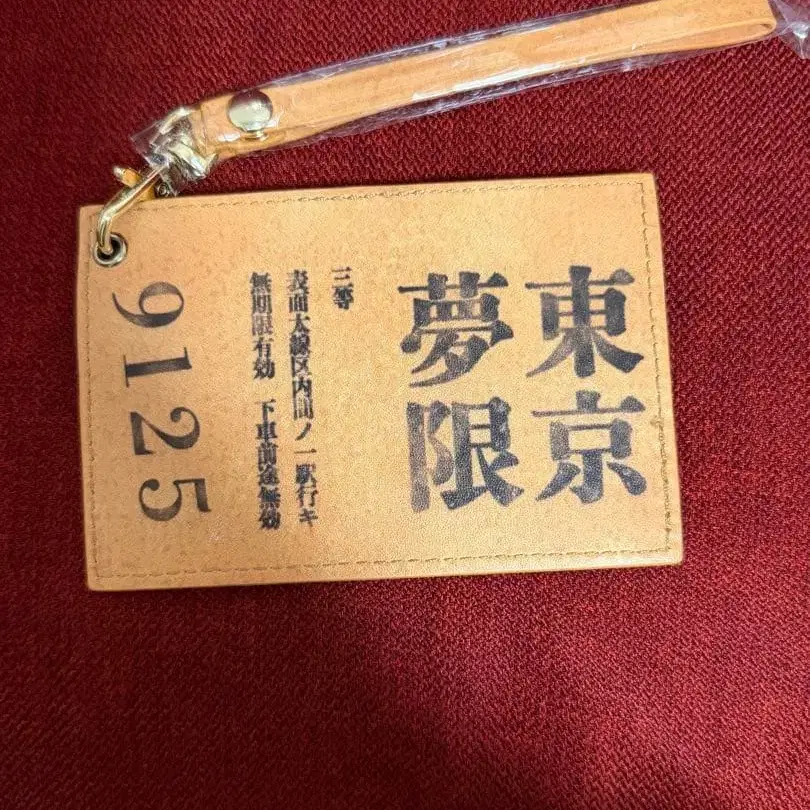 東京
夢限
三等
表面太線区内間ノ一駅行キ
無期限有効 下車前途無効
9125